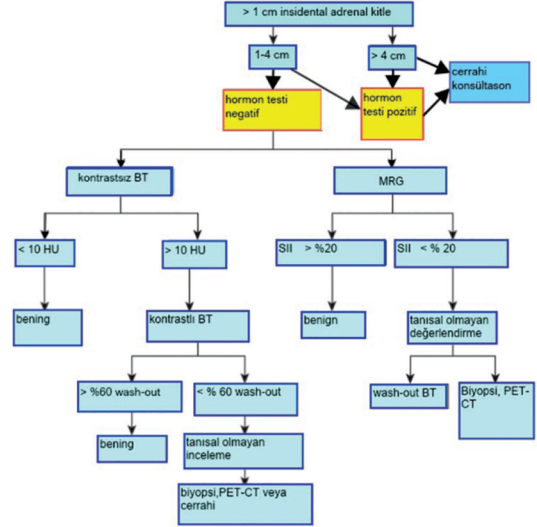 > 1 cm insidental adrenal kitle
1-4 cm
> 4 cm
cerrahi
konsültason
hormon testi
negatif
hormon
testi pozitif
kontrastsız BT
MRG
< 10 HU
> 10 HU
SII > %20
SII < % 20
bening
kontrastlı BT
benign
tanısal olmayan
değerlendirme
> %60 wash-out
< % 60 wash-out
wash-out BT
Biyopsi, PET-
CT
bening
tanısal olmayan
inceleme
biyopsi,PET-CT veya
cerrahi